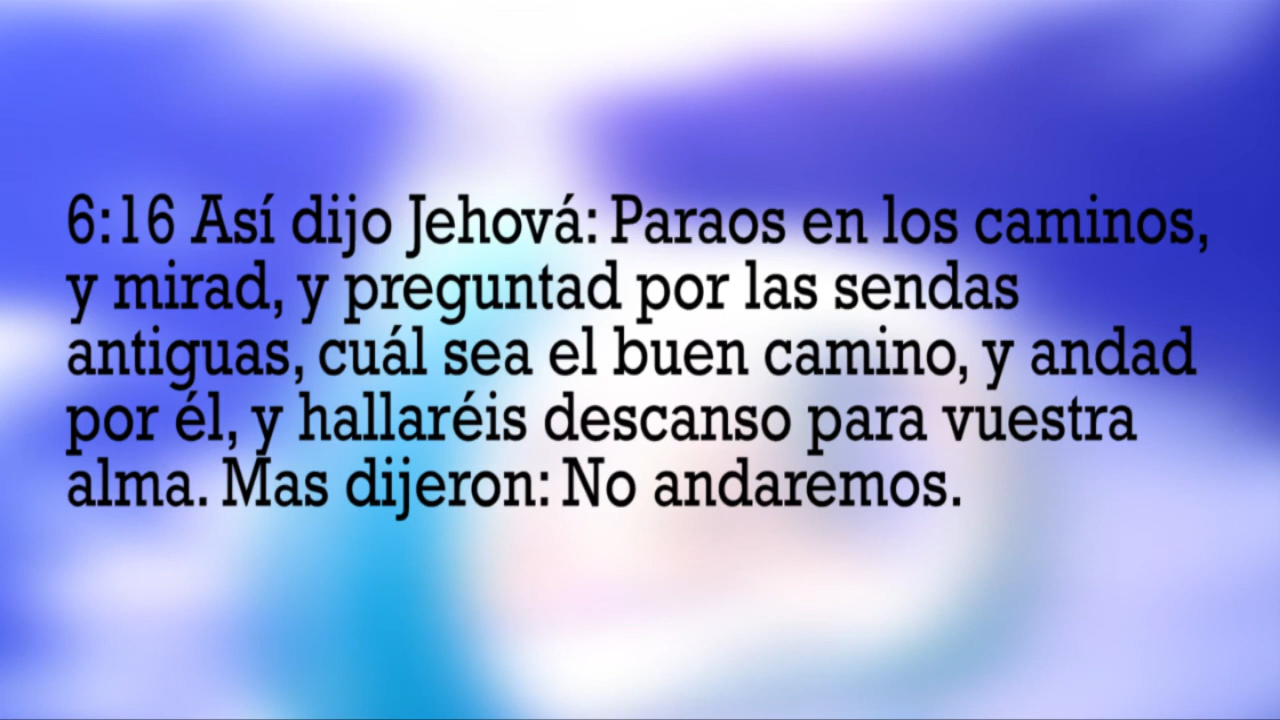 6:16 Así dijo Jehová: Paraos en los caminos,
y mirad, y preguntad por las sendas
antiguas, cuál sea el buen camino, y andad
por él, y hallaréis descanso para vuestra
alma. Mas dijeron: No andaremos.